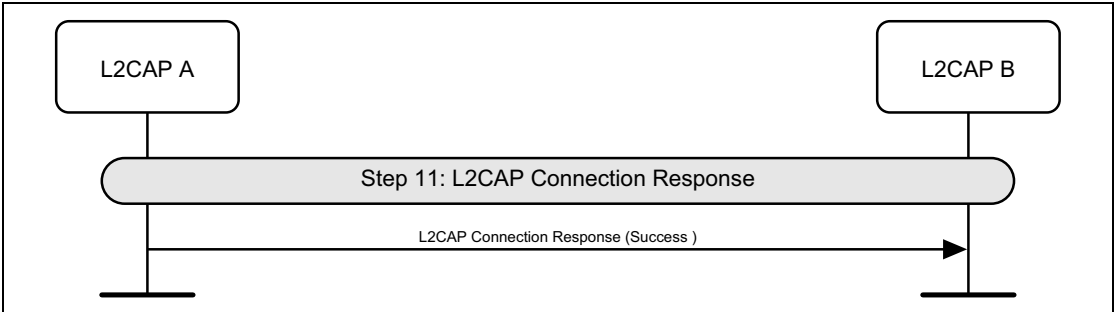 L2CAP A
L2CAP B
Step 11: L2CAP Connection Response
L2CAP Connection Response (Success )